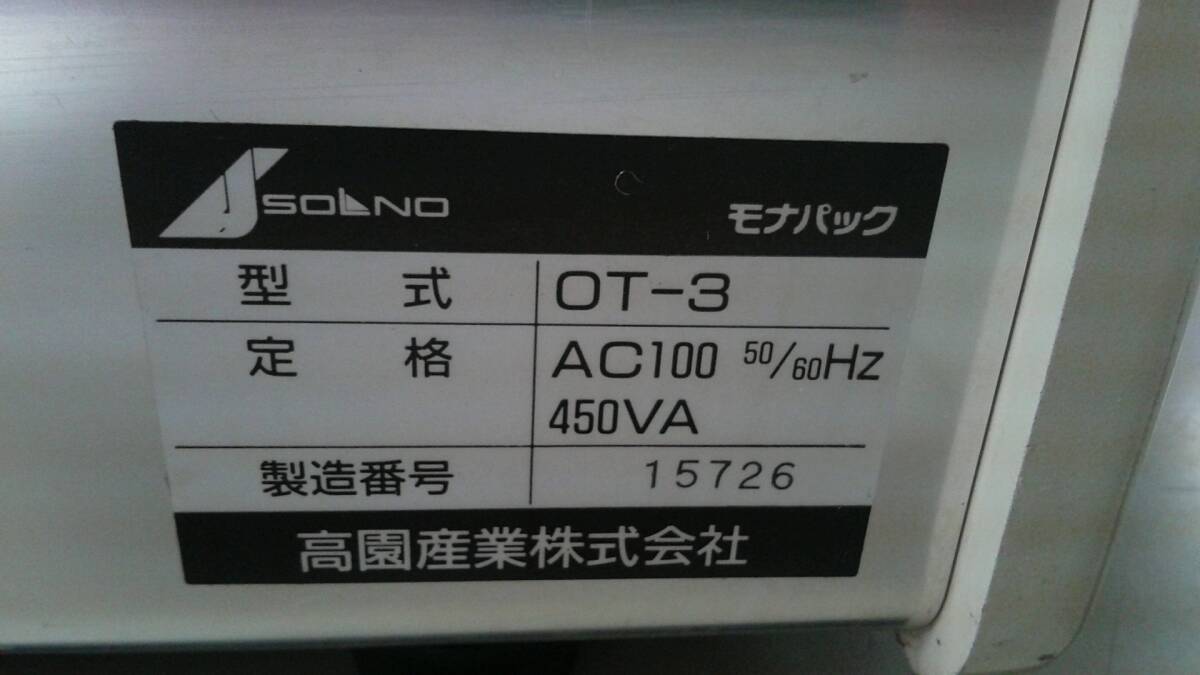 SOLNO モナパック
型式 OT-3
定格 AC100 50/60Hz
450VA
製造番号 15726
高園産業株式会社